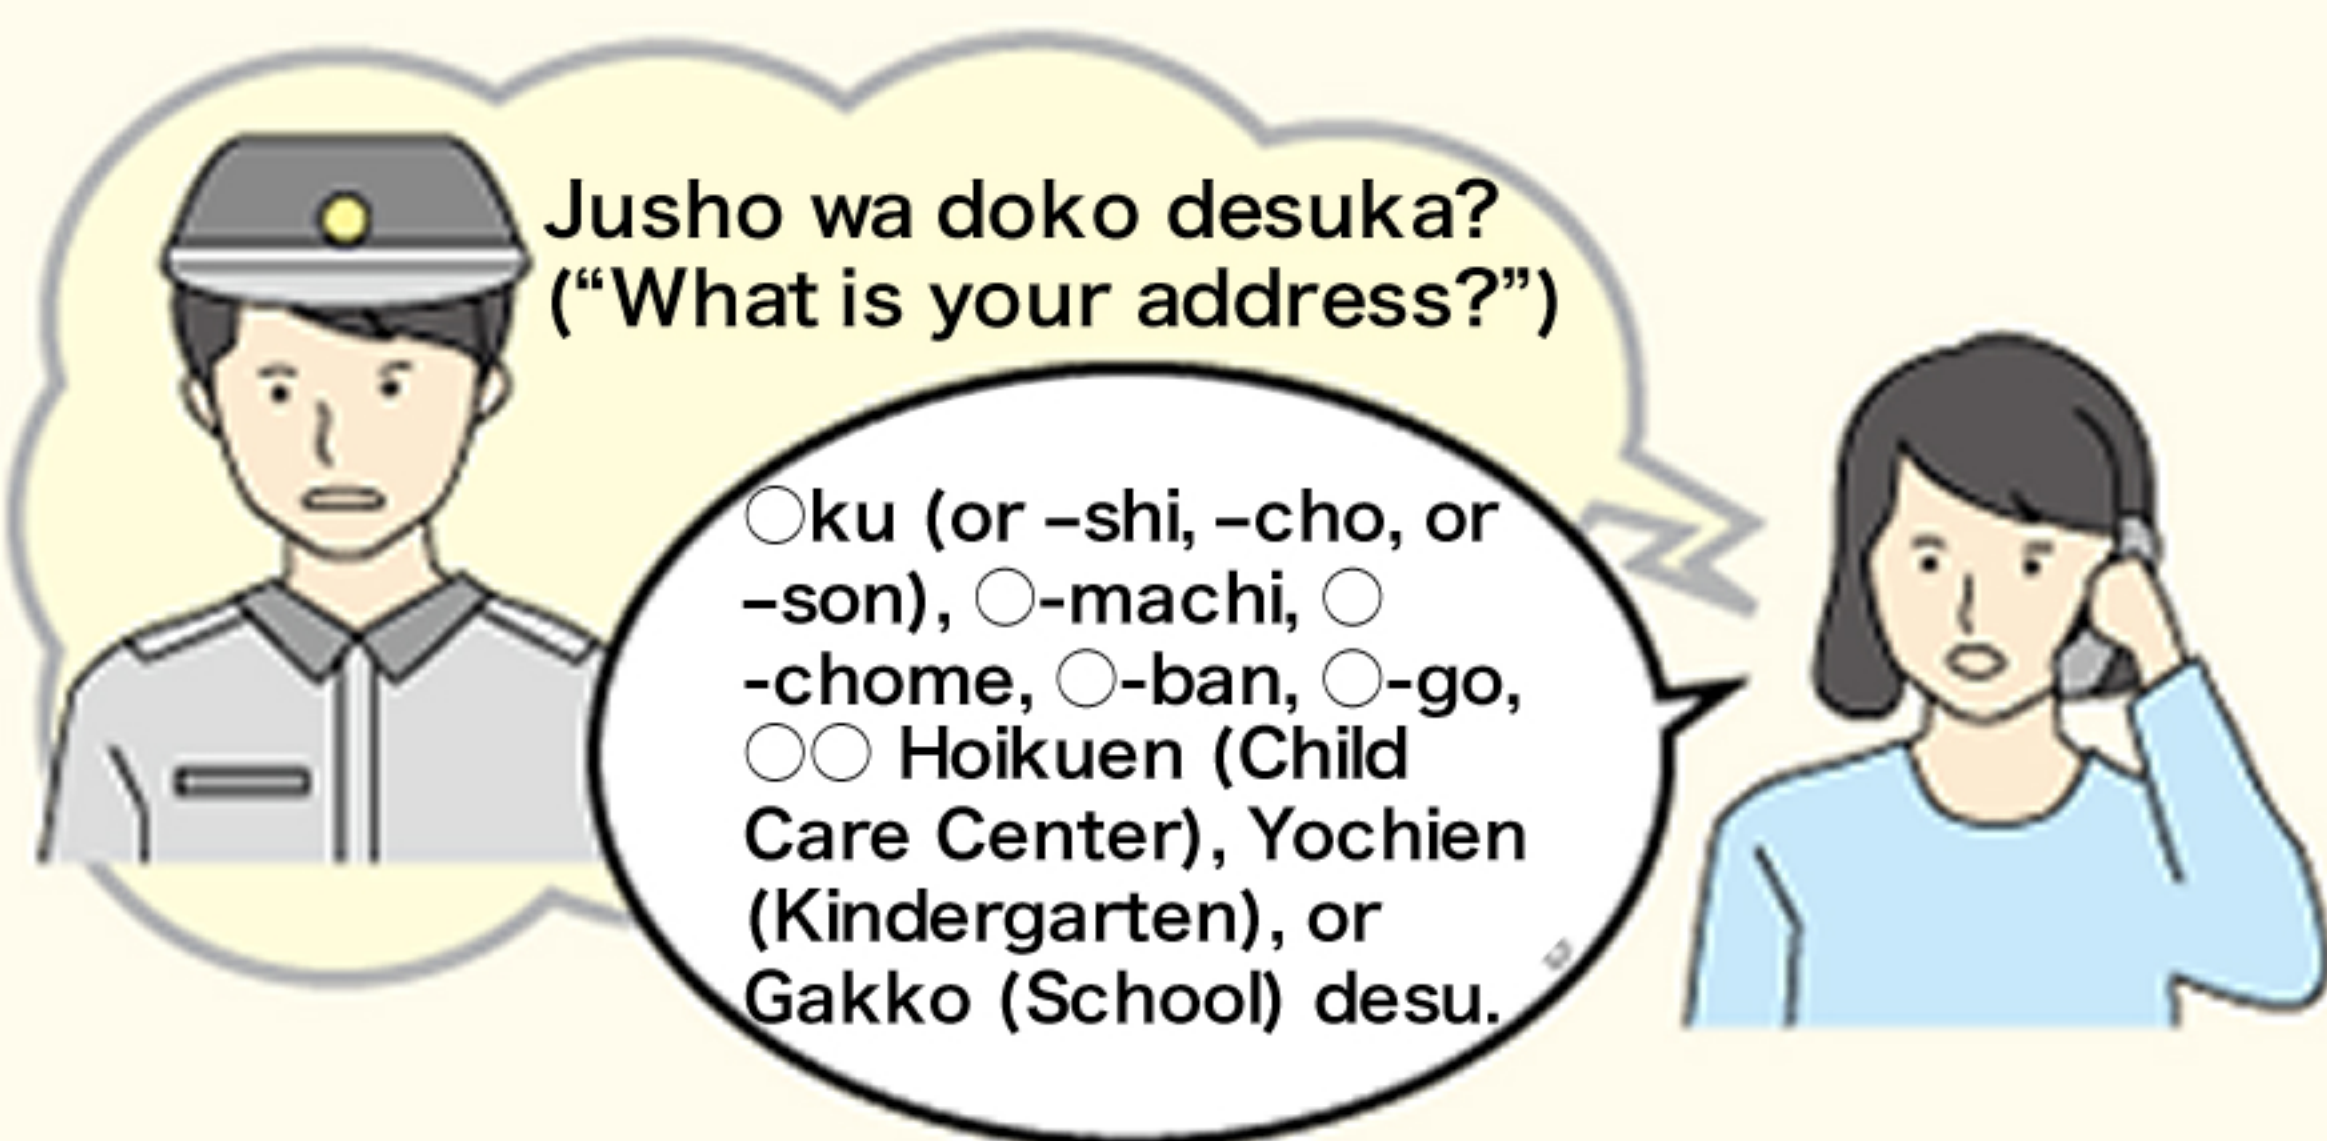 Jusho wa doko desuka?
(“What is your address?”)
◯ku (or –shi, –cho, or
–son), ◯-machi, ◯
-chome, ◯-ban, ◯-go,
◯◯ Hoikuen (Child
Care Center), Yochien
(Kindergarten), or
Gakko (School) desu.